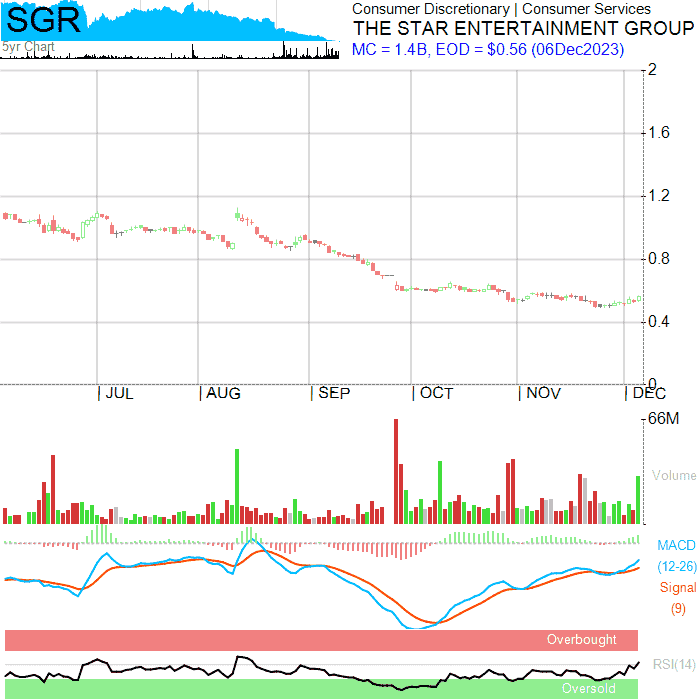 SGR
5yr Chart
Consumer Discretionary | Consumer Services
THE STAR ENTERTAINMENT GROUP
MC = 1.4B, EOD = $0.56 (06Dec2023)
2
1.6
1.2
0.8
0.4
0
| JUL | AUG | SEP | OCT | NOV | DEC
66M
Volume
MACD
(12-26)
Signal
(9)
Overbought
RSI(14)
Oversold